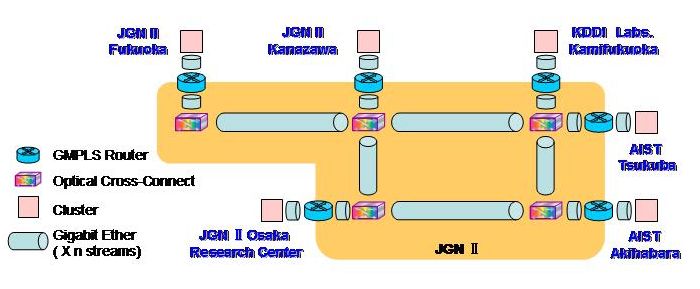 JGN II
Fukuoka
JGN II
Kanazawa
KDDI Labs.
Kamifukuoka
AIST
Tsukuba
GMPLS Router
Optical Cross-Connect
Cluster
Gigabit Ether
( X n streams)
JGN Ⅱ Osaka
Research Center
JGN Ⅱ
AIST
Akihabara